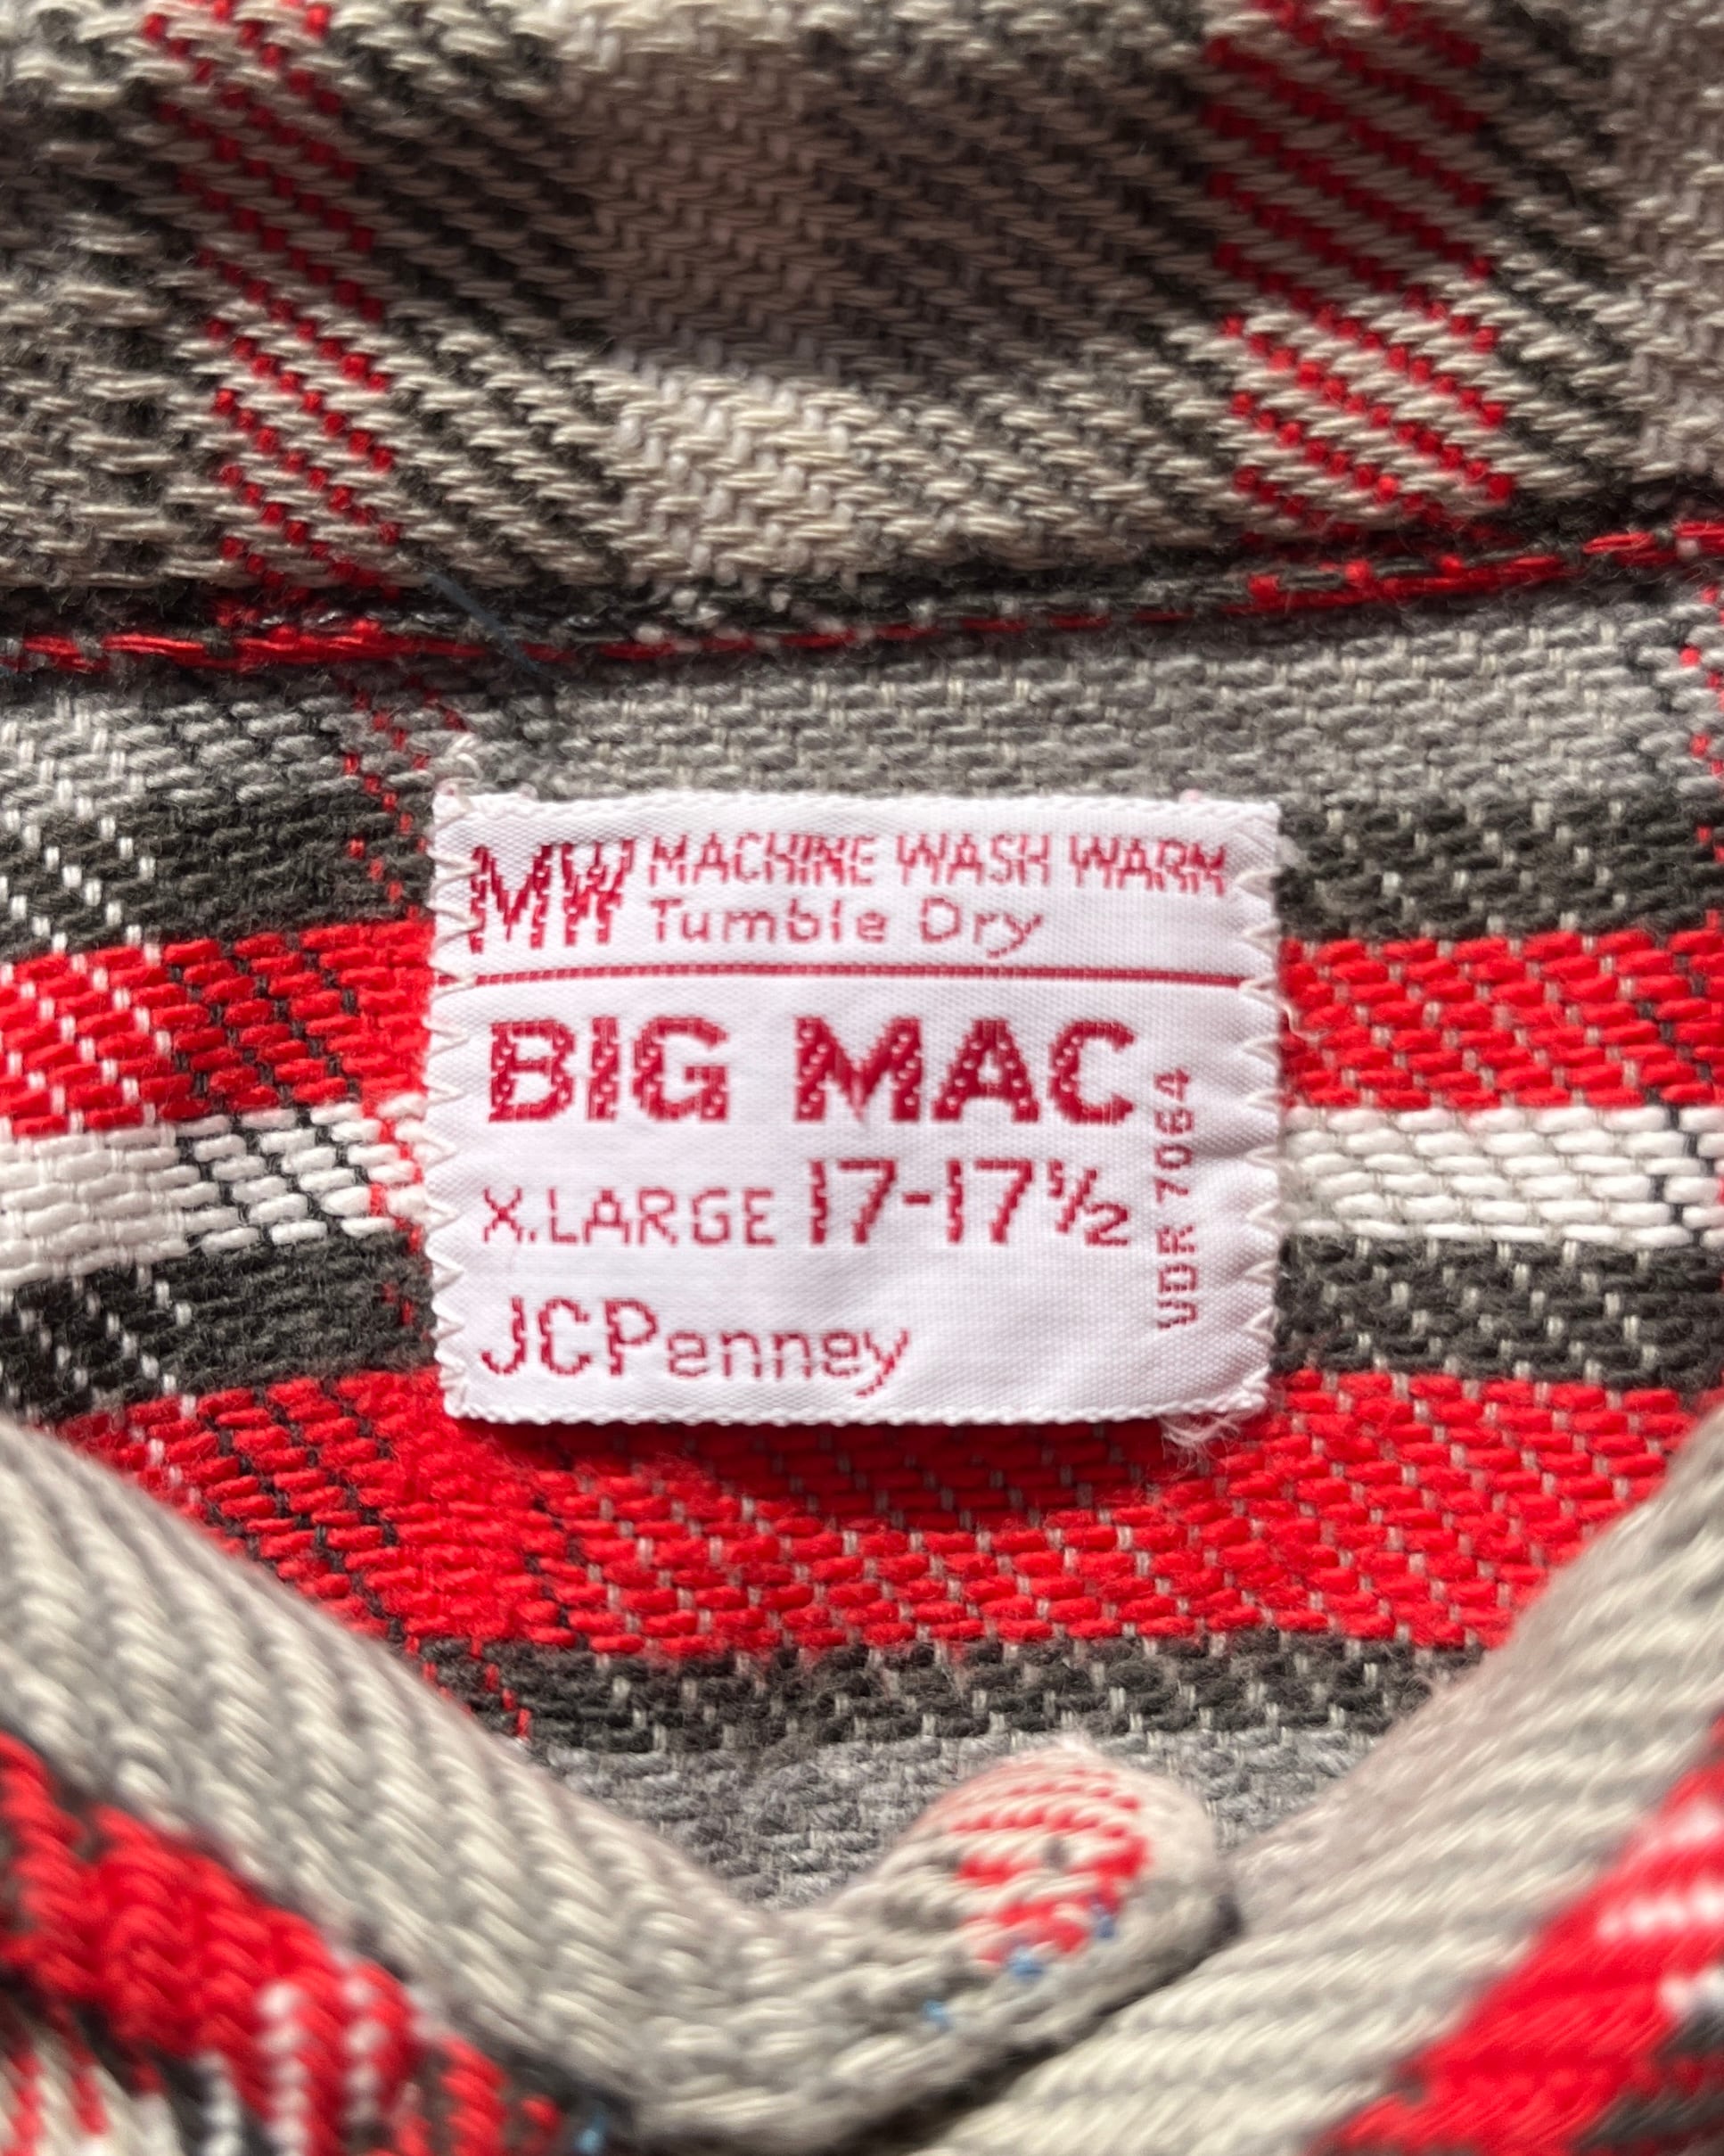 MW MACHINE WASH WARM
Tumble Dry
BIG MAC
X.LARGE 17-17½
JCPenney
VDR 7064